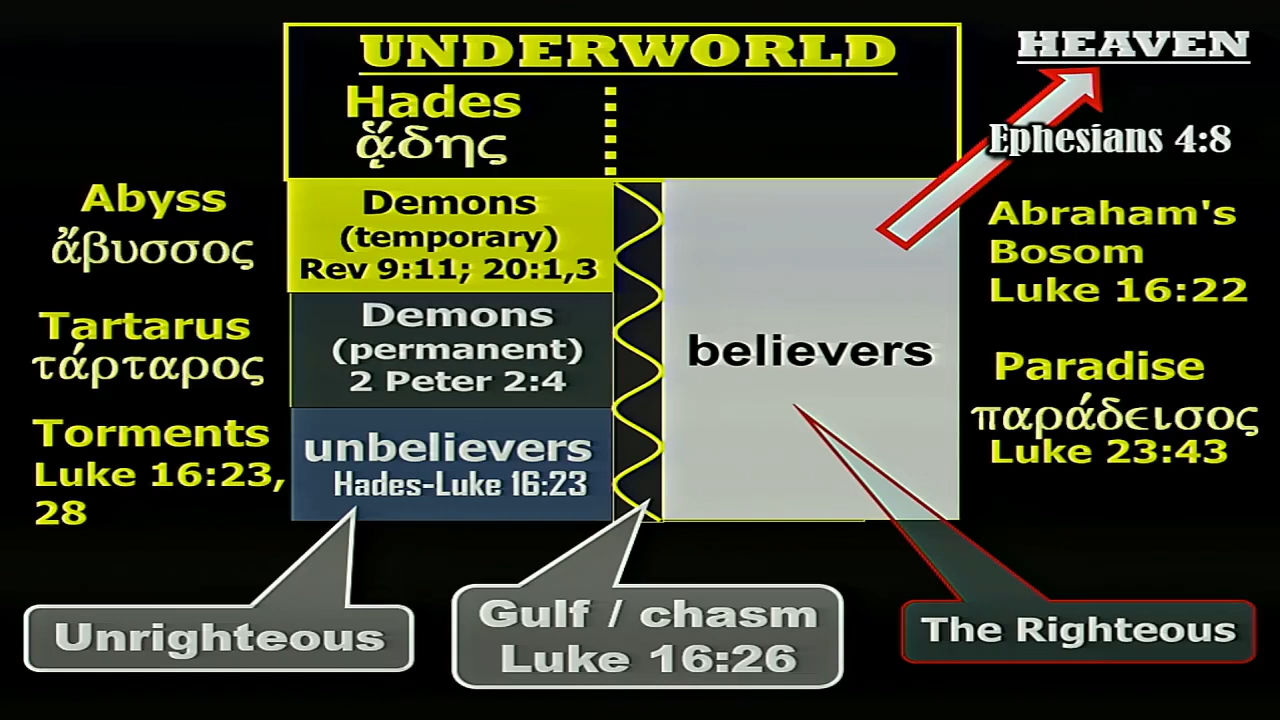 UNDERWORLD
HEAVEN
Hades
ᾅδης
Ephesians 4:8
Abyss
ἄβυσσος
Demons
(temporary)
Rev 9:11; 20:1,3
Abraham's
Bosom
Luke 16:22
Tartarus
τάρταρος
Demons
(permanent)
2 Peter 2:4
believers
Paradise
παράδεισος
Luke 23:43
Torments
Luke 16:23,
28
unbelievers
Hades-Luke 16:23
Unrighteous
Gulf / chasm
Luke 16:26
The Righteous